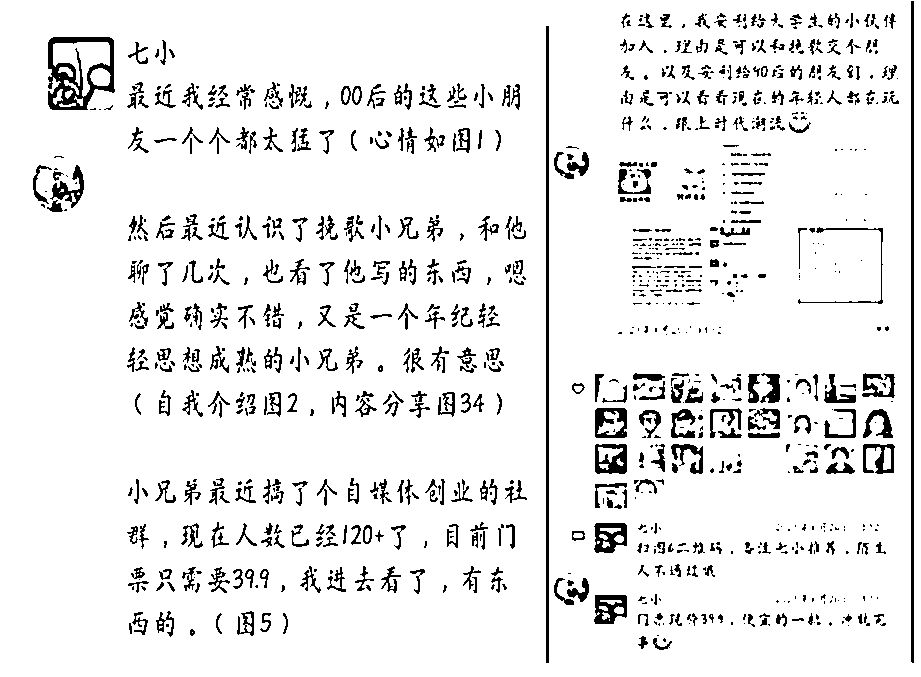 七小
最近我经常感慨，00后的这些小朋
友一个个都太猛了（心情如图1）
然后最近认识了挽歌小兄弟，和他
聊了几次，也看了他写的东西，嗯
感觉确实不错，又是一个年纪轻
轻思想成熟的小兄弟。很有意思
（自我介绍图2，内容分享图34）
小兄弟最近搞了个自媒体创业的社
群，现在人数已经120+了，目前门
票只需要39.9，我进去看了，有东
西的。（图5）
在这里，我安利给大学生的小伙伴
加入，理由是可以和挽歌交个朋
友。以及安利给90后的朋友们，理
由是可以看看现在的年轻人都在玩
什么，跟上时代潮流
七小
扫图6二维码，备注七小推荐，陌生
人不通过哦
七小
门票现价39.9，便宜的一批，冲就完
事